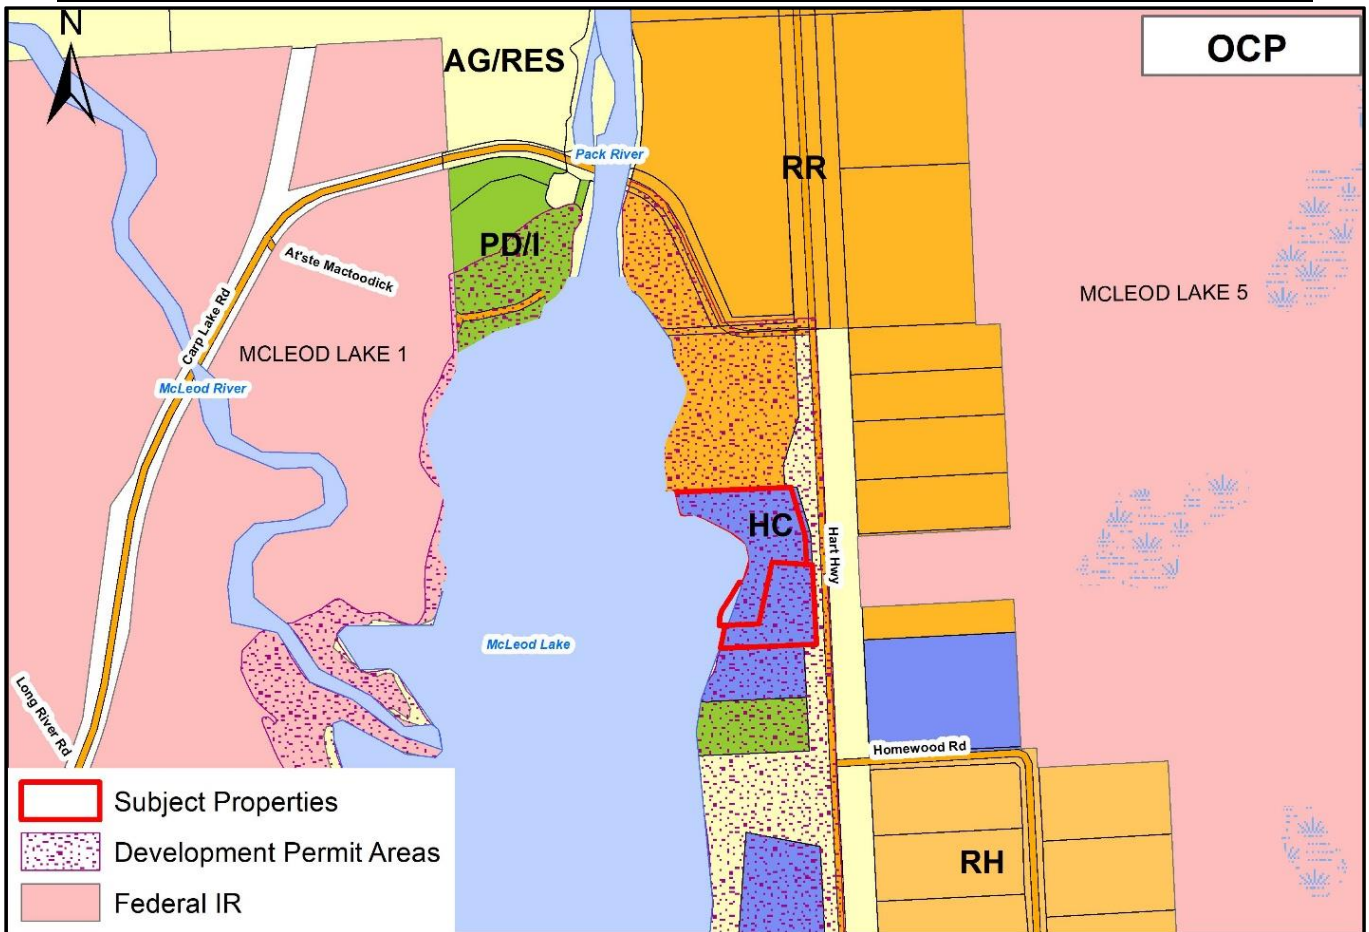 N
OCP
AG/RES
Pack River
RR
PD/I
At'ste Mactoodick
MCLEOD LAKE 5
Carp Lake Rd
MCLEOD LAKE 1
McLeod River
HC
Hart Hwy
McLeod Lake
Long River Rd
Homewood Rd
RH
Subject Properties
Development Permit Areas
Federal IR